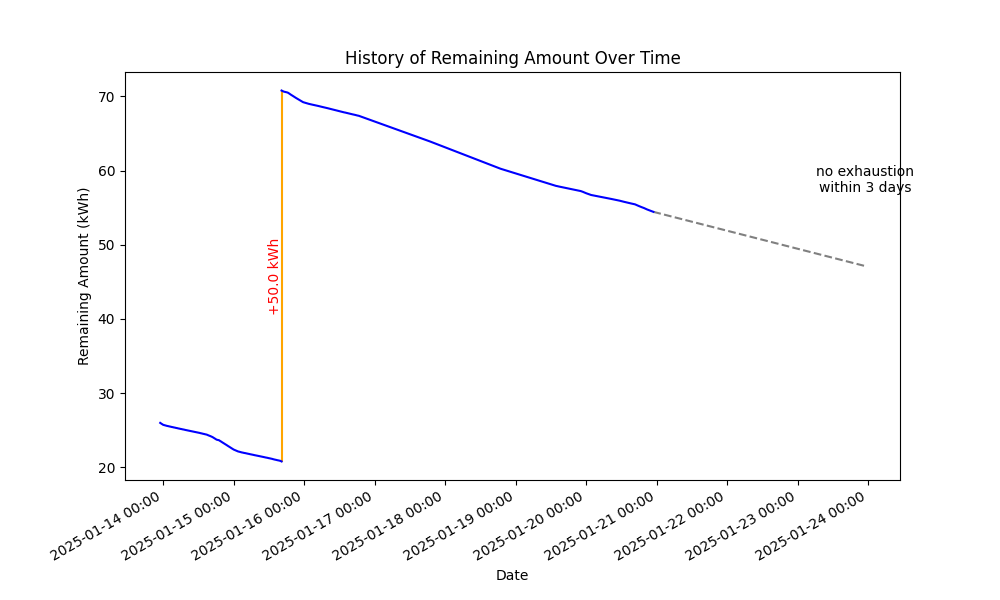 History of Remaining Amount Over Time
Remaining Amount (kWh)
70
60
50
40
30
20
+50.0 kWh
no exhaustion
within 3 days
2025-01-14 00:00
2025-01-15 00:00
2025-01-16 00:00
2025-01-17 00:00
2025-01-18 00:00
2025-01-19 00:00
2025-01-20 00:00
2025-01-21 00:00
2025-01-22 00:00
2025-01-23 00:00
2025-01-24 00:00
Date